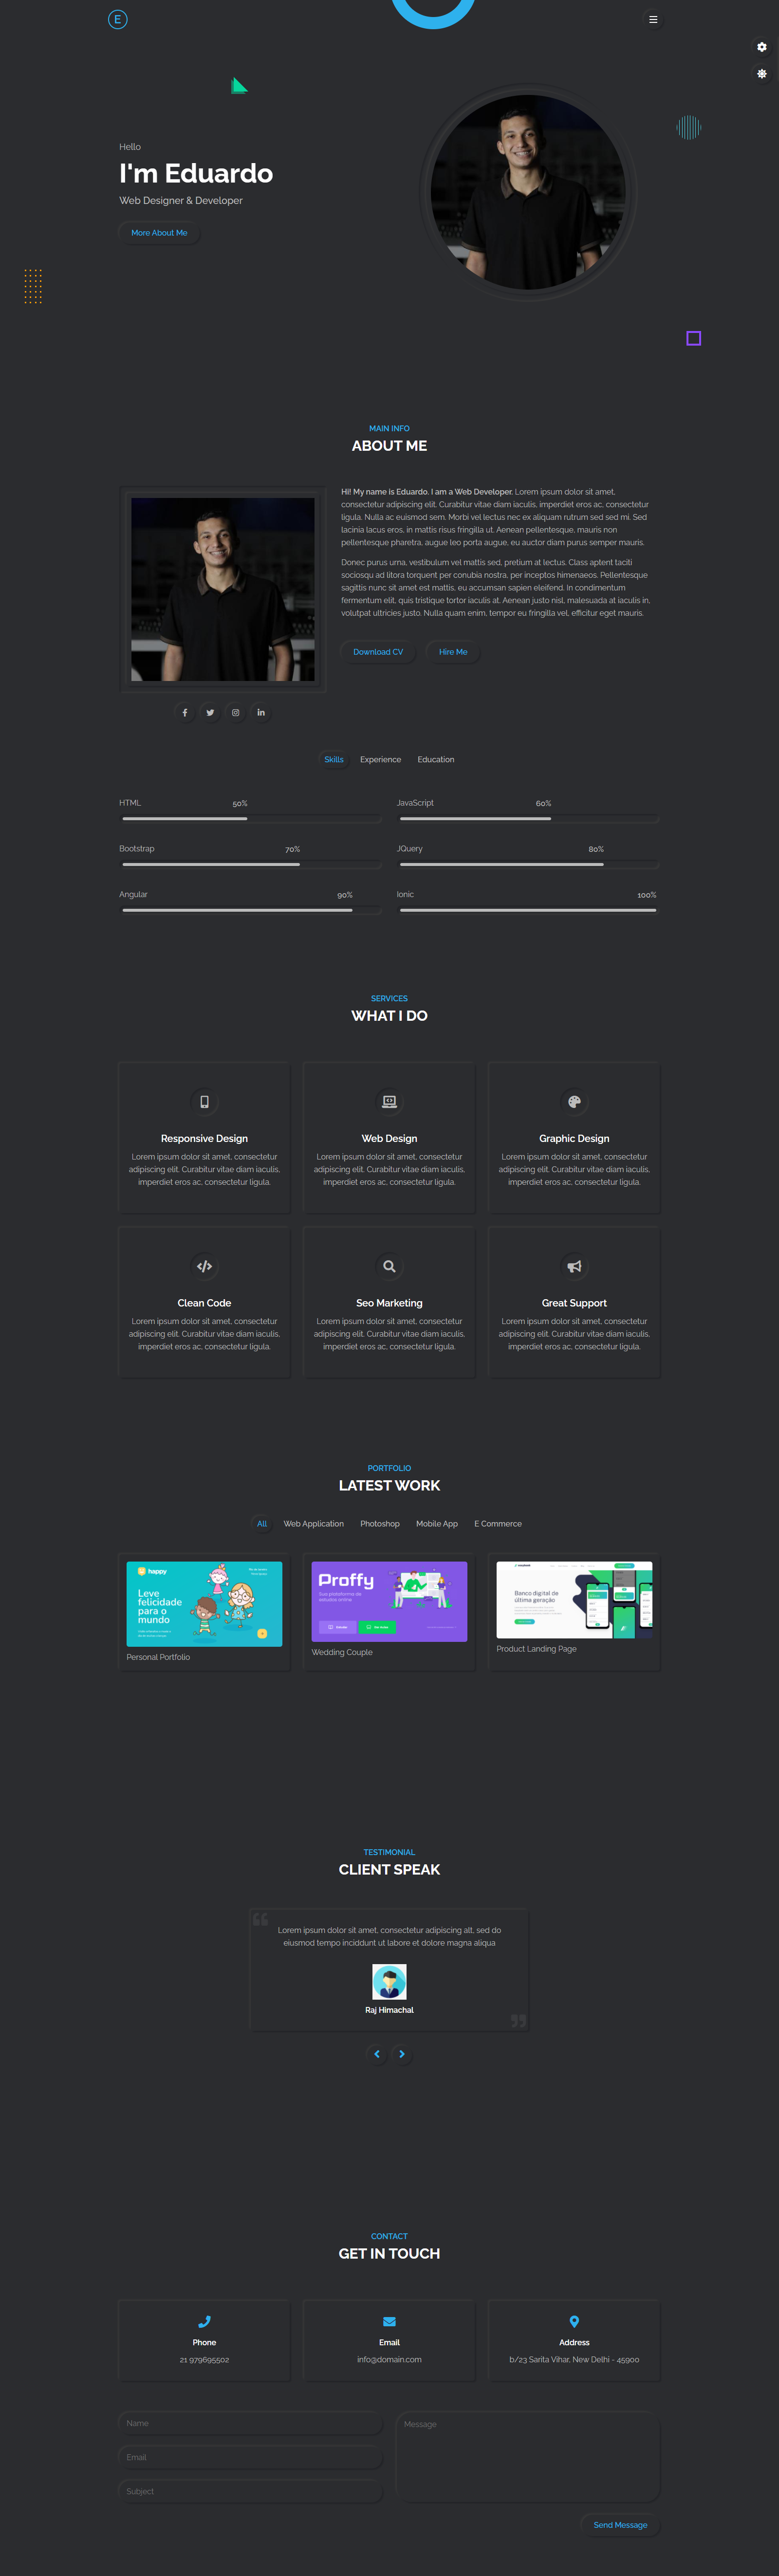 E
Hello
I'm Eduardo
Web Designer & Developer
More About Me
MAIN INFO
ABOUT ME
Hi! My name is Eduardo. I am a Web Developer. Lorem ipsum dolor sit amet,
consectetur adipiscing elit. Curabitur vitae diam iaculis, imperdiet eros ac, consectetur
ligula. Nulla ac euismod sem. Morbi vel lectus nec ex aliquam rutrum sed sed mi. Sed
lacinia lacus eros, in mattis risus fringilla ut. Aenean pellentesque, mauris non
pellentesque pharetra, augue leo porta augue, eu auctor diam purus semper mauris.
Donec purus urna, vestibulum vel mattis sed, pretium at lectus. Class aptent taciti
sociosqu ad litora torquent per conubia nostra, per inceptos himenaeos. Pellentesque
sagittis nunc sit amet est mattis, eu accumsan sapien eleifend. In condimentum
fermentum elit, quis tristique tortor iaculis at. Aenean justo nisl, malesuada at iaculis in,
volutpat ultricies justo. Nulla quam enim, tempor eu fringilla vel, efficitur eget mauris.
Download CV
Hire Me
Skills
Experience
Education
HTML
50%
JavaScript
60%
Bootstrap
70%
JQuery
80%
Angular
90%
Ionic
100%
SERVICES
WHAT I DO
Responsive Design
Lorem ipsum dolor sit amet, consectetur
adipiscing elit. Curabitur vitae diam iaculis,
imperdiet eros ac, consectetur ligula.
Web Design
Lorem ipsum dolor sit amet, consectetur
adipiscing elit. Curabitur vitae diam iaculis,
imperdiet eros ac, consectetur ligula.
Graphic Design
Lorem ipsum dolor sit amet, consectetur
adipiscing elit. Curabitur vitae diam iaculis,
imperdiet eros ac, consectetur ligula.
Clean Code
Lorem ipsum dolor sit amet, consectetur
adipiscing elit. Curabitur vitae diam iaculis,
imperdiet eros ac, consectetur ligula.
Seo Marketing
Lorem ipsum dolor sit amet, consectetur
adipiscing elit. Curabitur vitae diam iaculis,
imperdiet eros ac, consectetur ligula.
Great Support
Lorem ipsum dolor sit amet, consectetur
adipiscing elit. Curabitur vitae diam iaculis,
imperdiet eros ac, consectetur ligula.
PORTFOLIO
LATEST WORK
All
Web Application
Photoshop
Mobile App
E Commerce
happy
Leve
felicidade
para o
mundo
Personal Portfolio
Proffy
Sua plataforma de
estudos online
Wedding Couple
Banco digital de
última geração
Product Landing Page
TESTIMONIAL
CLIENT SPEAK
Lorem ipsum dolor sit amet, consectetur adipiscing alt, sed do
eiusmod tempo inciddunt ut labore et dolore magna aliqua
Raj Himachal
CONTACT
GET IN TOUCH
Phone
21 979695502
Email
info@domain.com
Address
b/23 Sarita Vihar, New Delhi - 45900
Name
Email
Subject
Message
Send Message